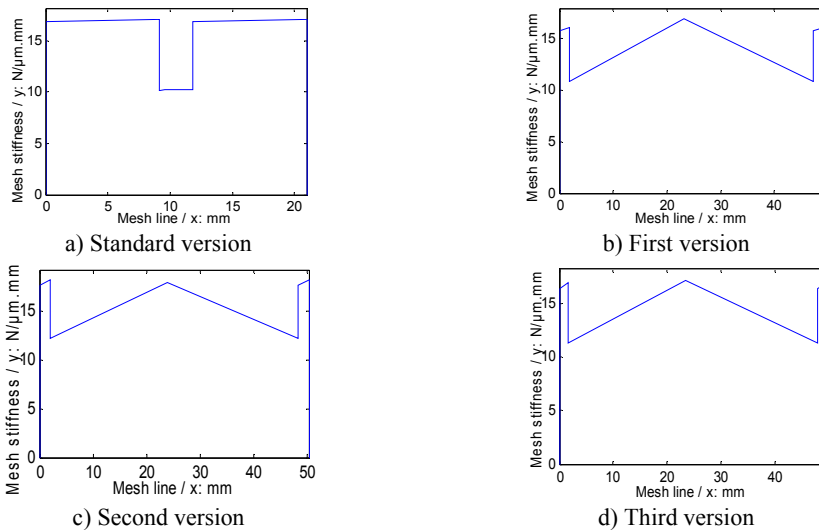 15
10
5
0
0 5 10 15 20
Mesh stiffness / y: N/µm.mm
Mesh line / x: mm
a) Standard version
15
10
5
0
0 10 20 30 40
Mesh stiffness / y: N/µm.mm
Mesh line / x: mm
b) First version
15
10
5
0
0 10 20 30 40 50
Mesh stiffness / y: N/µm.mm
Mesh line / x: mm
c) Second version
15
10
5
0
0 10 20 30 40
Mesh stiffness / y: N/µm.mm
Mesh line / x: mm
d) Third version